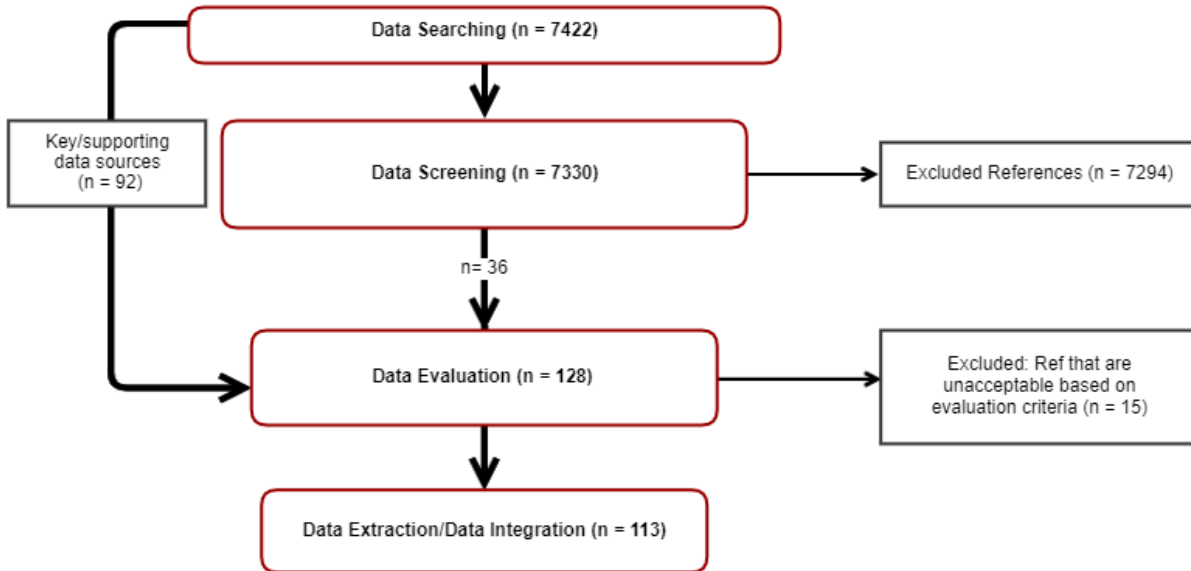 Data Searching (n = 7422)
Key/supporting
data sources
(n = 92)
Data Screening (n = 7330)
Excluded References (n = 7294)
n= 36
Data Evaluation (n = 128)
Excluded: Ref that are
unacceptable based on
evaluation criteria (n = 15)
Data Extraction/Data Integration (n = 113)